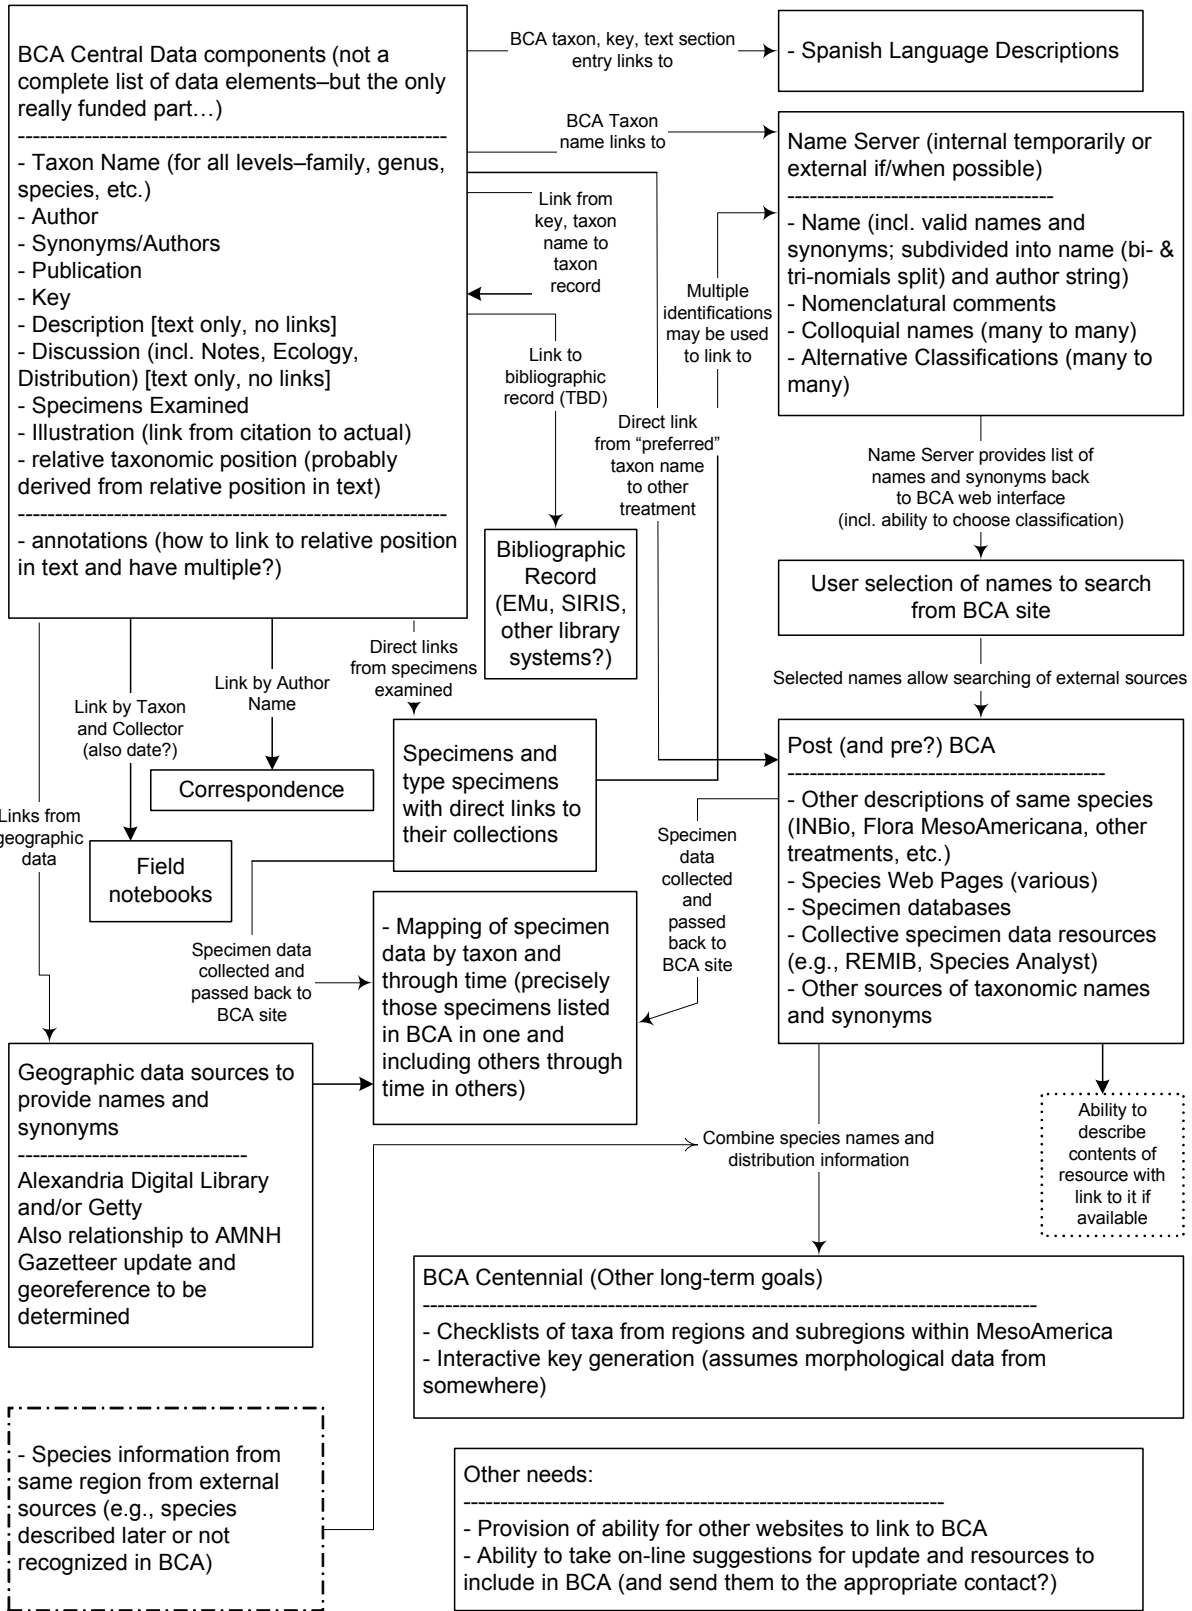 BCA Central Data components (not a
complete list of data elements–but the only
really funded part…)
----------------------------------------------------------
- Taxon Name (for all levels–family, genus,
species, etc.)
- Author
- Synonyms/Authors
- Publication
- Key
- Description [text only, no links]
- Discussion (incl. Notes, Ecology,
Distribution) [text only, no links]
- Specimens Examined
- Illustration (link from citation to actual)
- relative taxonomic position (probably
derived from relative position in text)
----------------------------------------------------------
- annotations (how to link to relative position
in text and have multiple?)
BCA taxon, key, text section
entry links to
- Spanish Language Descriptions
BCA Taxon
name links to
Name Server (internal temporarily or
external if/when possible)
------------------------------------
- Name (incl. valid names and
synonyms; subdivided into name (bi- &
tri-nomials split) and author string)
- Nomenclatural comments
- Colloquial names (many to many)
- Alternative Classifications (many to
many)
Link from
key, taxon
name to
taxon
record
Multiple
identifications
may be used
to link to
Link to
bibliographic
record (TBD)
Direct link
from “preferred”
taxon name
to other
treatment
Name Server provides list of
names and synonyms back
to BCA web interface
(incl. ability to choose classification)
Bibliographic
Record
(EMu, SIRIS,
other library
systems?)
User selection of names to search
from BCA site
Selected names allow searching of external sources
Direct links
from specimens
examined
Link by Author
Name
Link by Taxon
and Collector
(also date?)
Links from
geographic
data
Correspondence
Field
notebooks
Specimens and
type specimens
with direct links to
their collections
Post (and pre?) BCA
-------------------------------------------
- Other descriptions of same species
(INBio, Flora MesoAmericana, other
treatments, etc.)
- Species Web Pages (various)
- Specimen databases
- Collective specimen data resources
(e.g., REMIB, Species Analyst)
- Other sources of taxonomic names
and synonyms
Specimen
data
collected
and
passed
back to
BCA site
Specimen data
collected and
passed back to
BCA site
- Mapping of specimen
data by taxon and
through time (precisely
those specimens listed
in BCA in one and
including others through
time in others)
Geographic data sources to
provide names and
synonyms
-------------------------------
Alexandria Digital Library
and/or Getty
Also relationship to AMNH
Gazetteer update and
georeference to be
determined
Combine species names and
distribution information
Ability to
describe
contents of
resource with
link to it if
available
BCA Centennial (Other long-term goals)
-----------------------------------------------------------------------------------
- Checklists of taxa from regions and subregions within MesoAmerica
- Interactive key generation (assumes morphological data from
somewhere)
- Species information from
same region from external
sources (e.g., species
described later or not
recognized in BCA)
Other needs:
-----------------------------------------------------------------
- Provision of ability for other websites to link to BCA
- Ability to take on-line suggestions for update and resources to
include in BCA (and send them to the appropriate contact?)